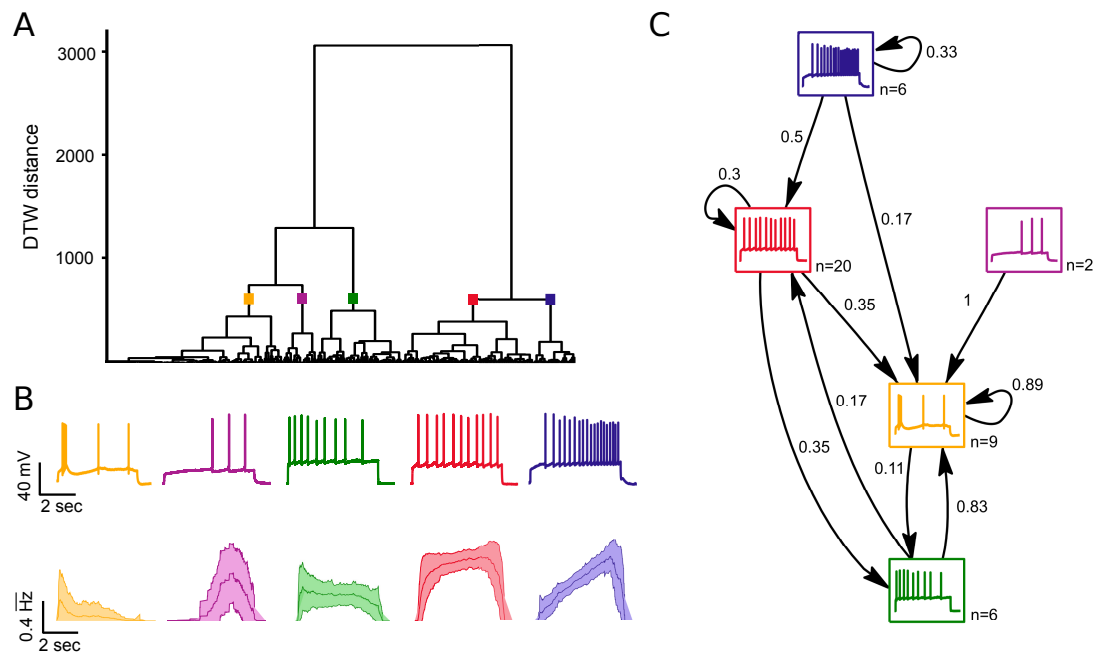 A
3000
2000
1000
DTW distance
B
40 mV
2 sec
0.4 Hz
2 sec
C
0.33
n=6
0.5
0.3
0.17
n=20
n=2
0.35
1
0.89
0.17
n=9
0.35
0.11
0.83
n=6